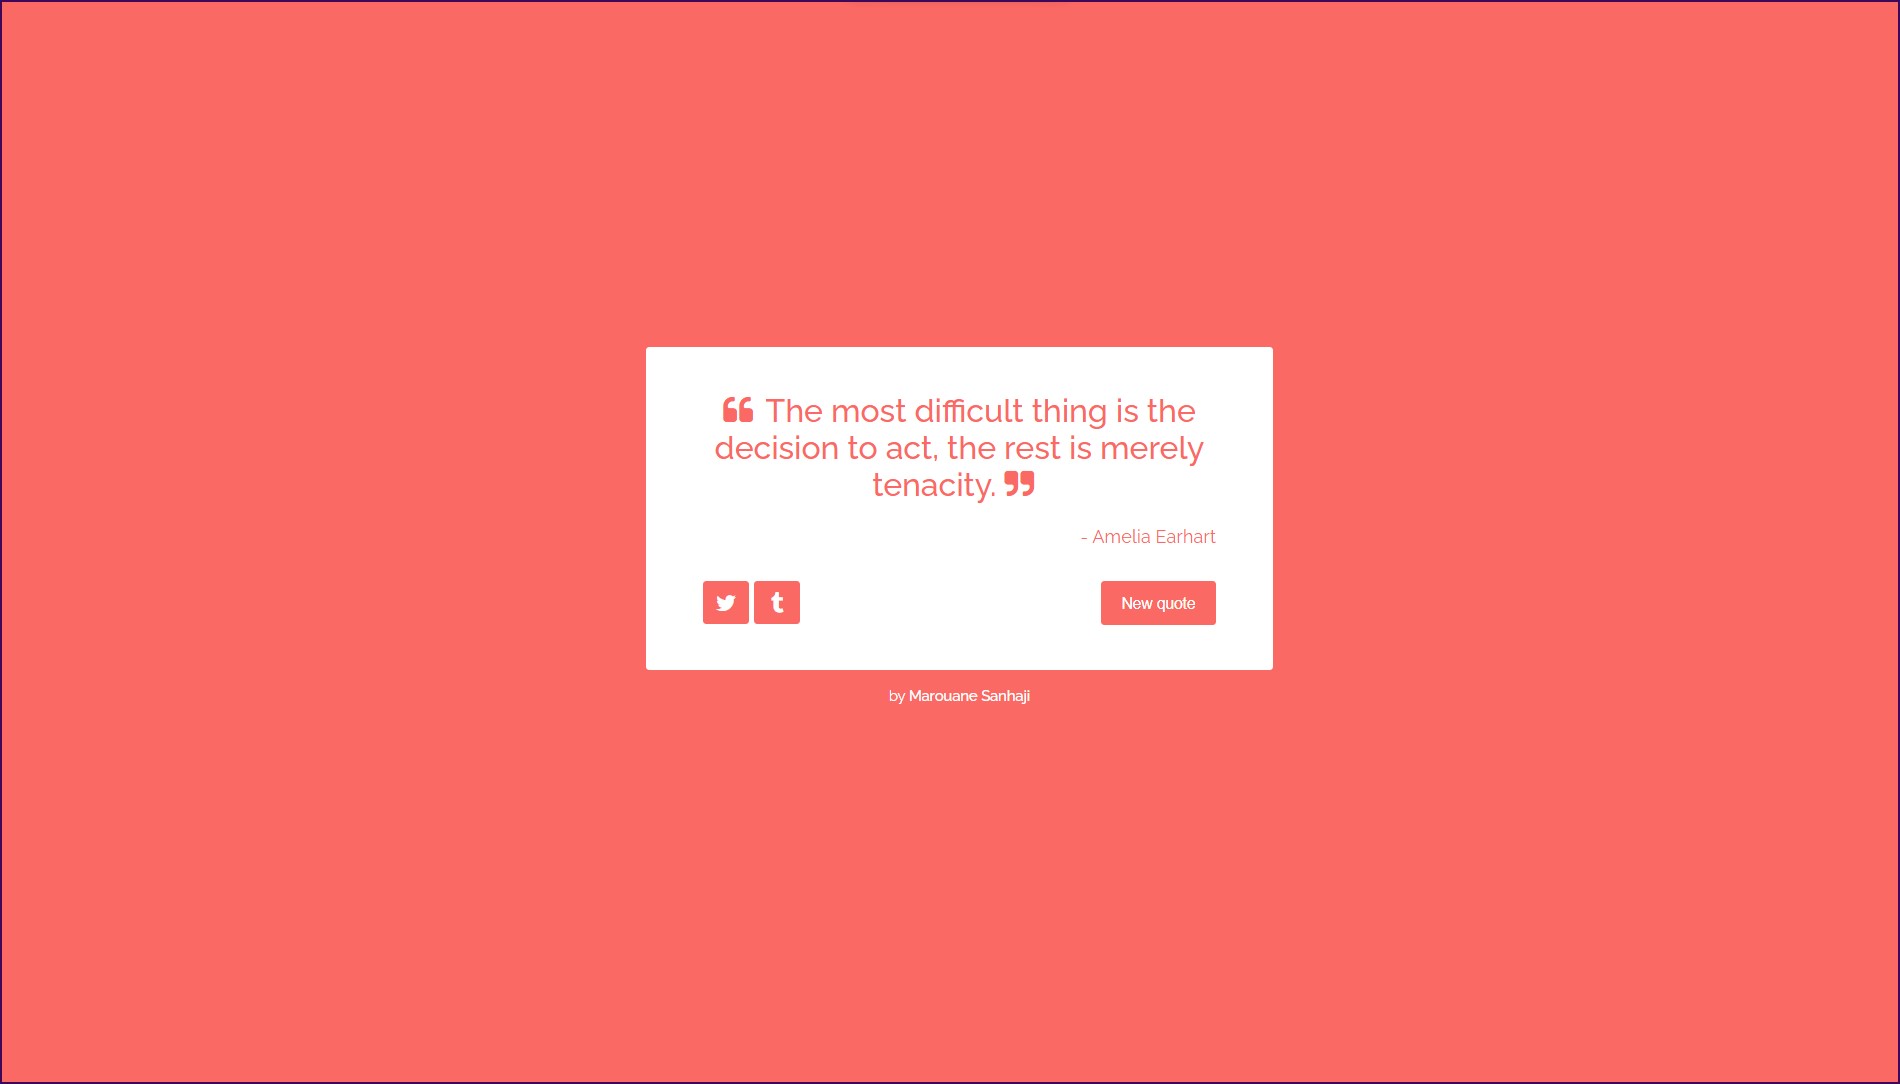 “ The most difficult thing is the
decision to act, the rest is merely
tenacity. ”
- Amelia Earhart
New quote
by Marouane Sanhaji